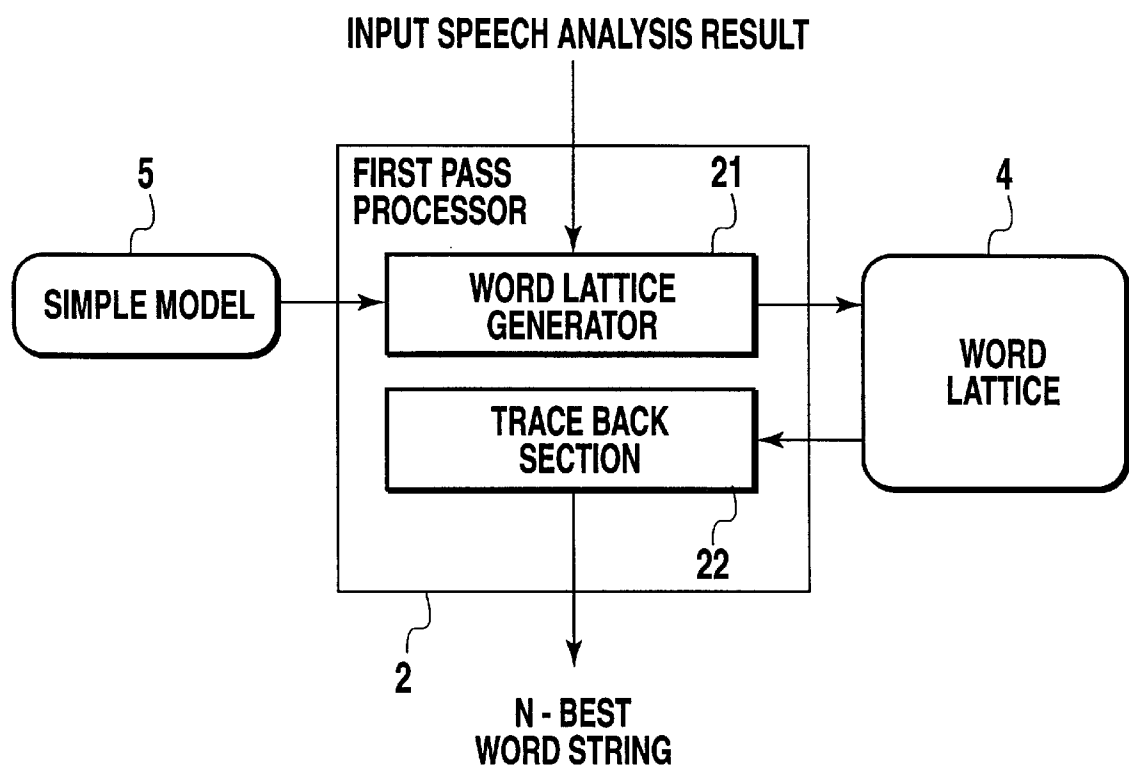 INPUT SPEECH ANALYSIS RESULT
5
FIRST PASS
PROCESSOR
21
4
SIMPLE MODEL
WORD LATTICE
GENERATOR
WORD
LATTICE
TRACE BACK
SECTION
22
2
N - BEST
WORD STRING